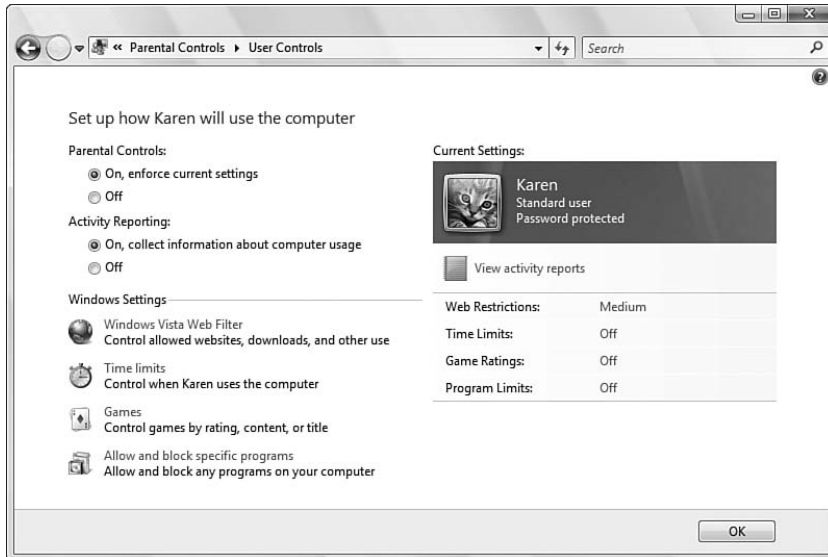 « Parental Controls ▸ User Controls
Search
Set up how Karen will use the computer
Parental Controls:
On, enforce current settings
Off
Activity Reporting:
On, collect information about computer usage
Off
Windows Settings
Windows Vista Web Filter
Control allowed websites, downloads, and other use
Time limits
Control when Karen uses the computer
Games
Control games by rating, content, or title
Allow and block specific programs
Allow and block any programs on your computer
Current Settings:
Karen
Standard user
Password protected
View activity reports
Web Restrictions: Medium
Time Limits: Off
Game Ratings: Off
Program Limits: Off
OK